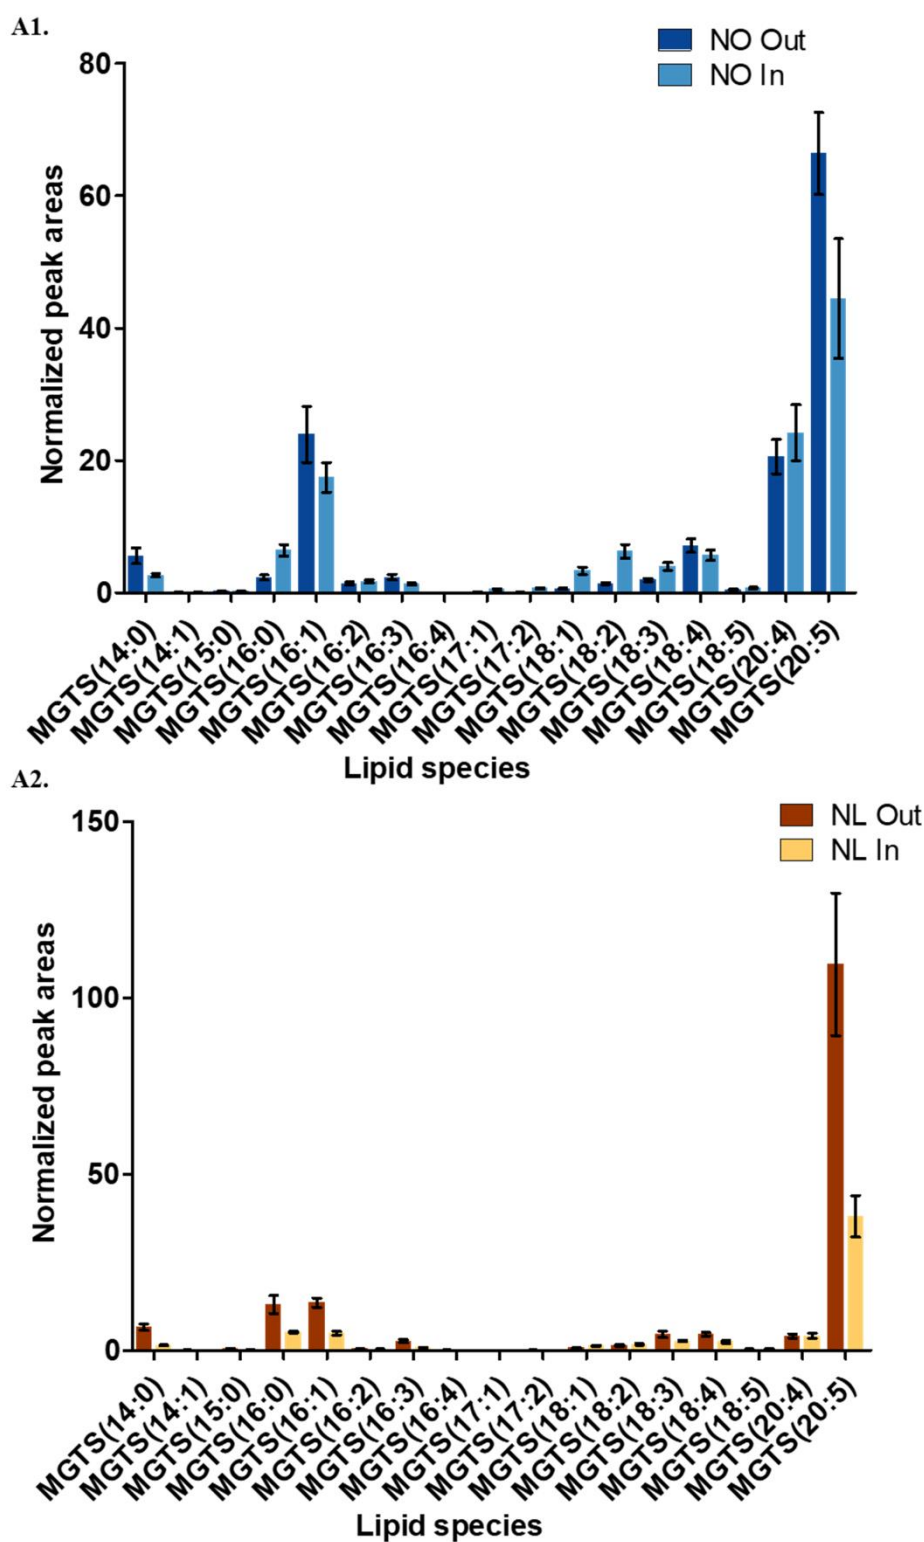 A1.
NO Out
NO In
80
60
40
20
0
Normalized peak areas
MGTS(14:0)
MGTS(14:1)
MGTS(15:0)
MGTS(16:0)
MGTS(16:1)
MGTS(16:2)
MGTS(16:3)
MGTS(16:4)
MGTS(17:1)
MGTS(17:2)
MGTS(18:1)
MGTS(18:2)
MGTS(18:3)
MGTS(18:4)
MGTS(18:5)
MGTS(20:4)
MGTS(20:5)
Lipid species
A2.
NL Out
NL In
150
100
50
0
Normalized peak areas
MGTS(14:0)
MGTS(14:1)
MGTS(15:0)
MGTS(16:0)
MGTS(16:1)
MGTS(16:2)
MGTS(16:3)
MGTS(16:4)
MGTS(17:1)
MGTS(17:2)
MGTS(18:1)
MGTS(18:2)
MGTS(18:3)
MGTS(18:4)
MGTS(18:5)
MGTS(20:4)
MGTS(20:5)
Lipid species